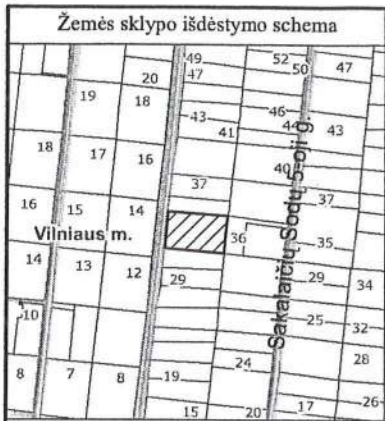 Žemės sklypo išdėstymo schema
49 52 50 47
20 47
19 18 46
43 44 43
41
18 17 16 40
37 37
16 15 14
Vilniaus m. 36 35
14 13 12 29 29 34
10 25 32
24 28
8 7 8 19 26
15 20 17
Sakalaičių Sodų 5-oji g.